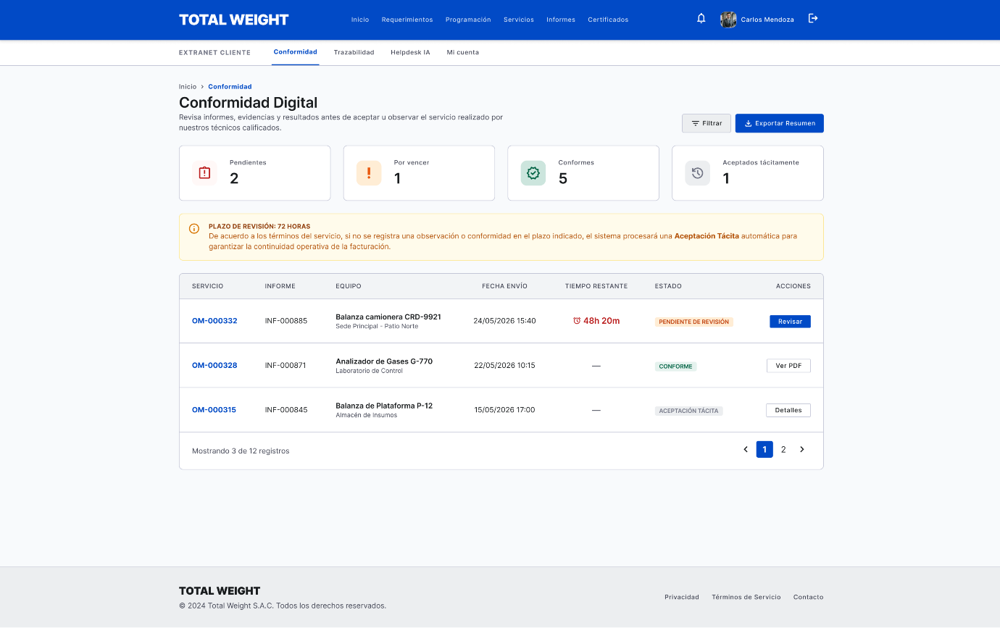 TOTAL WEIGHT
Inicio Requerimientos Programación Servicios Informes Certificados
Carlos Mendoza
EXTRANET CLIENTE
Conformidad Trazabilidad Helpdesk IA Mi cuenta
Inicio > Conformidad
Conformidad Digital
Revisa informes, evidencias y resultados antes de aceptar u observar el servicio realizado por
nuestros técnicos calificados.
Filtrar
Exportar Resumen
Pendientes
2
Por vencer
1
Conformes
5
Aceptados tácitamente
1
PLAZO DE REVISIÓN: 72 HORAS
De acuerdo a los términos del servicio, si no se registra una observación o conformidad en el plazo indicado, el sistema procesará una Aceptación Tácita automática para
garantizar la continuidad operativa de la facturación.
SERVICIO INFORME EQUIPO FECHA ENVÍO TIEMPO RESTANTE ESTADO ACCIONES
OM-000332 INF-000885 Balanza camionera CRD-9921 24/05/2026 15:40 48h 20m PENDIENTE DE REVISIÓN Revisar
Sede Principal - Patio Norte
OM-000328 INF-000871 Analizador de Gases G-770 22/05/2026 10:15 — CONFORME Ver PDF
Laboratorio de Control
OM-000315 INF-000845 Balanza de Plataforma P-12 15/05/2026 17:00 — ACEPTACIÓN TÁCITA Detalles
Almacén de Insumos
Mostrando 3 de 12 registros
1 2
TOTAL WEIGHT
© 2024 Total Weight S.A.C. Todos los derechos reservados.
Privacidad Términos de Servicio Contacto